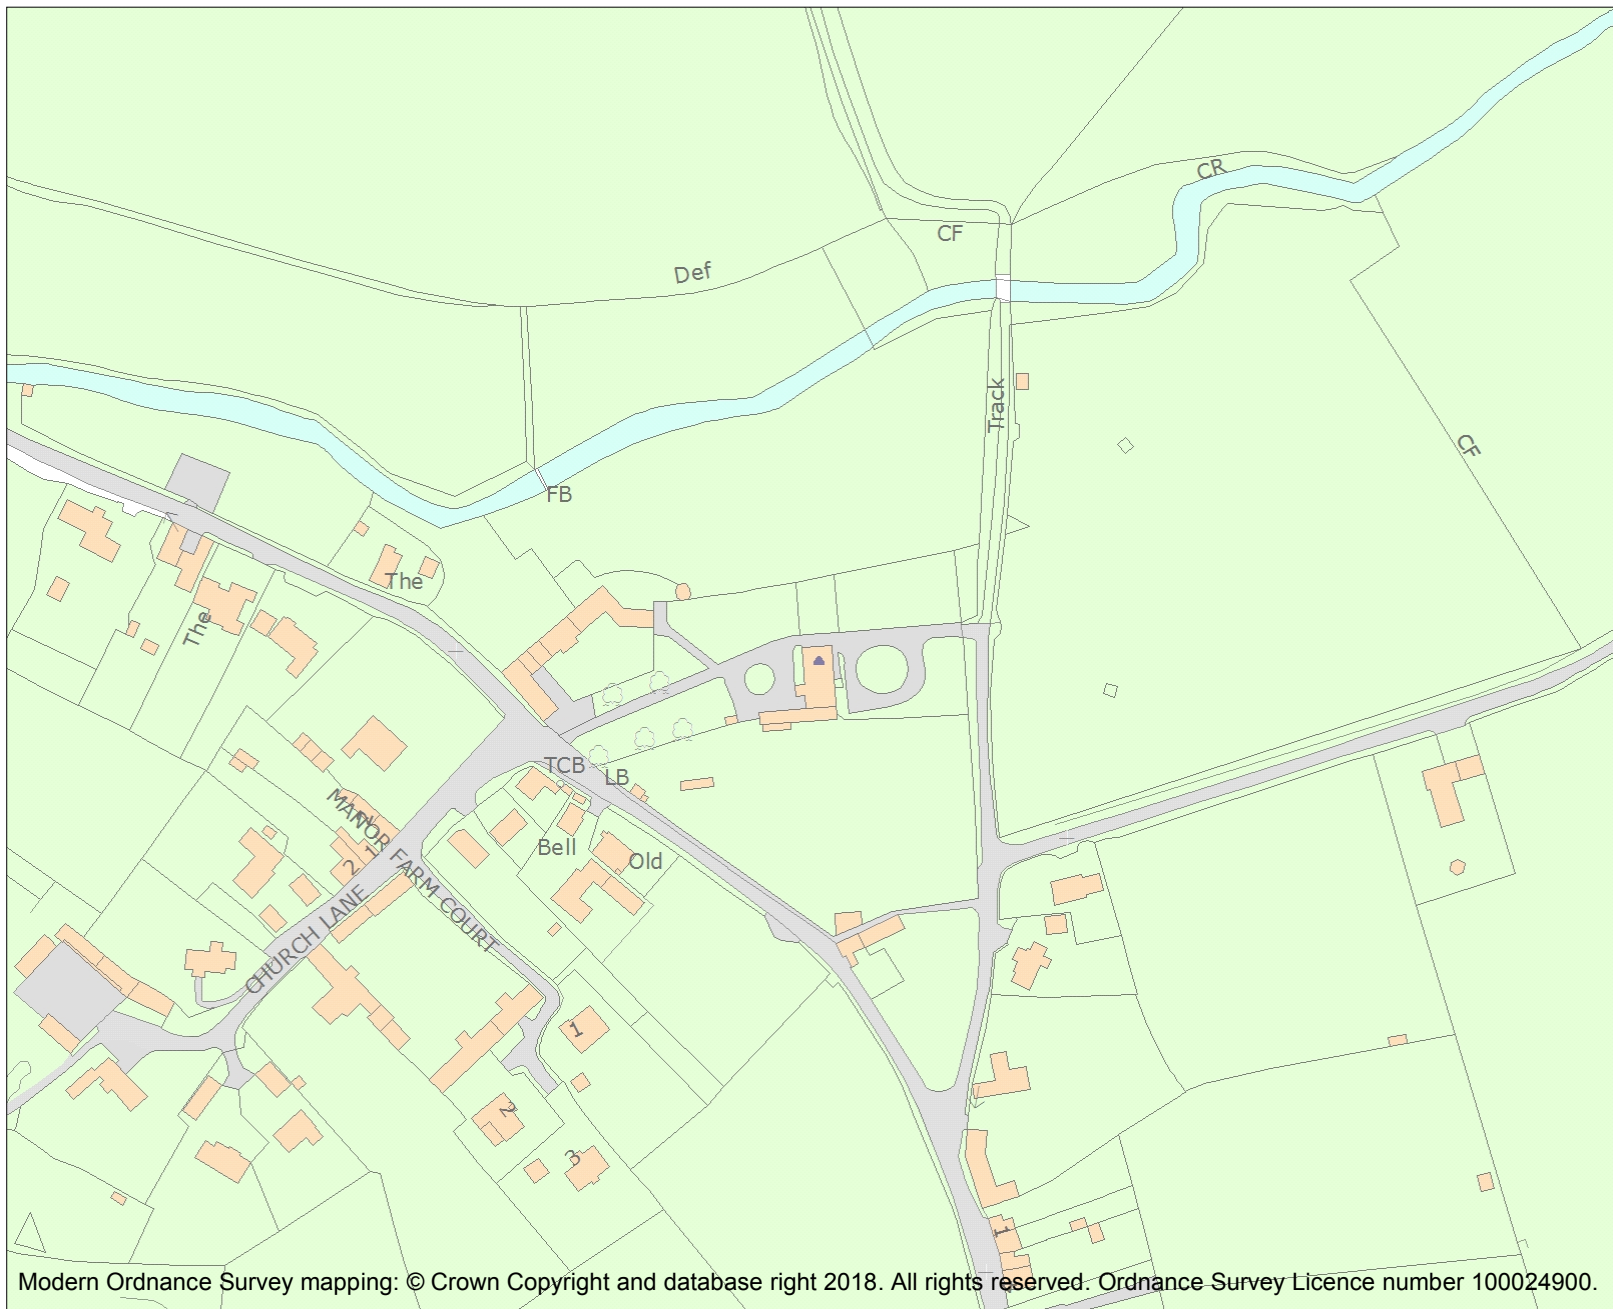 CR
CF
Def
Track
CF
FB
The
The
TCB
LB
MANOR FARM COURT
Bell
Old
2
1
CHURCH LANE
1
2
3
1
Modern Ordnance Survey mapping: © Crown Copyright and database right 2018. All rights reserved. Ordnance Survey Licence number 100024900.